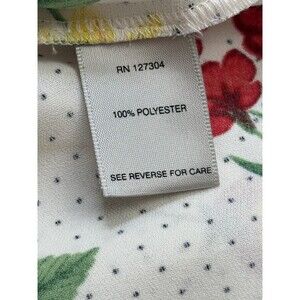 RN 127304
100% POLYESTER
SEE REVERSE FOR CARE